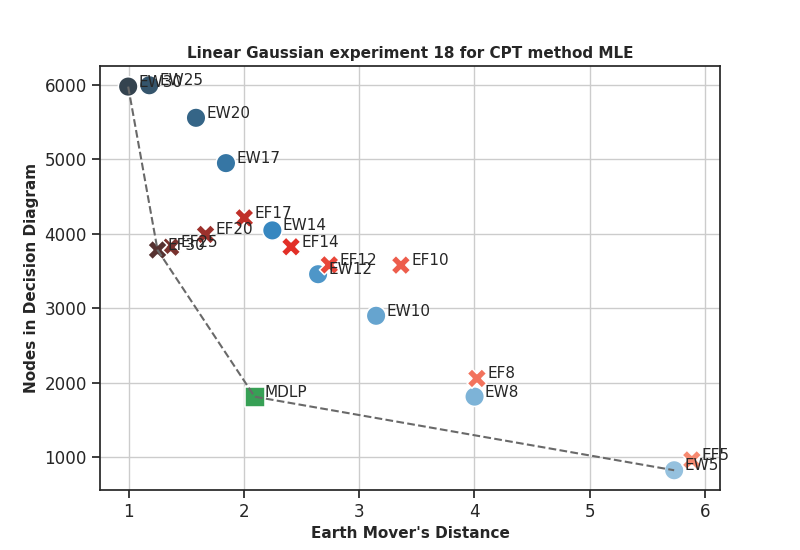 Linear Gaussian experiment 18 for CPT method MLE
Nodes in Decision Diagram
6000
5000
4000
3000
2000
1000
EW30
EW25
EW20
EW17
EF17
EF20
EW14
EF25
EF30
EF14
EF12
EW12
EF10
EW10
MDLP
EF8
EW8
EF5
EW5
1 2 3 4 5 6
Earth Mover's Distance